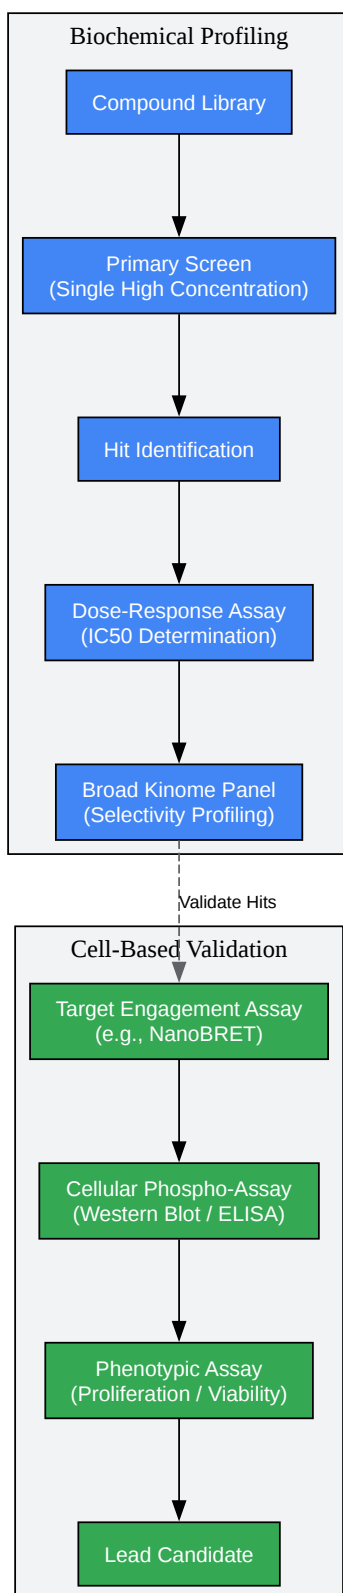 Biochemical Profiling
Compound Library
Primary Screen
(Single High Concentration)
Hit Identification
Dose-Response Assay
(IC50 Determination)
Broad Kinome Panel
(Selectivity Profiling)
Validate Hits
Cell-Based Validation
Target Engagement Assay
(e.g., NanoBRET)
Cellular Phospho-Assay
(Western Blot / ELISA)
Phenotypic Assay
(Proliferation / Viability)
Lead Candidate